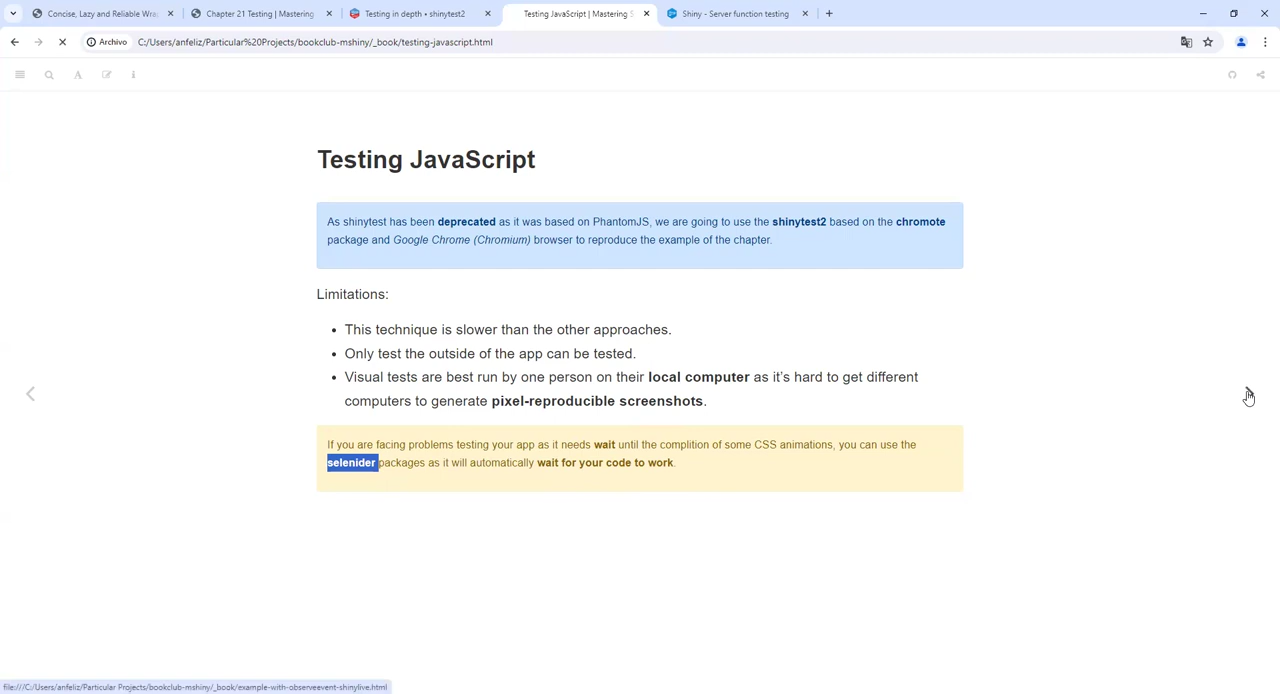 Concise, Lazy and Reliable Wra
Chapter 21 Testing | Mastering
Testing in depth • shinytest2
Testing JavaScript | Mastering S
Shiny - Server function testing
Archivo
C:/Users/anfeliz/Particular%20Projects/bookclub-mshiny/_book/testing-javascript.html
Testing JavaScript
As shinytest has been deprecated as it was based on PhantomJS, we are going to use the shinytest2 based on the chromote
package and Google Chrome (Chromium) browser to reproduce the example of the chapter.
Limitations:
• This technique is slower than the other approaches.
• Only test the outside of the app can be tested.
• Visual tests are best run by one person on their local computer as it's hard to get different
computers to generate pixel-reproducible screenshots.
If you are facing problems testing your app as it needs wait until the complition of some CSS animations, you can use the
selenider packages as it will automatically wait for your code to work.
file:///C:/Users/anfeliz/Particular Projects/bookclub-mshiny/_book/example-with-observeevent-shinylive.html